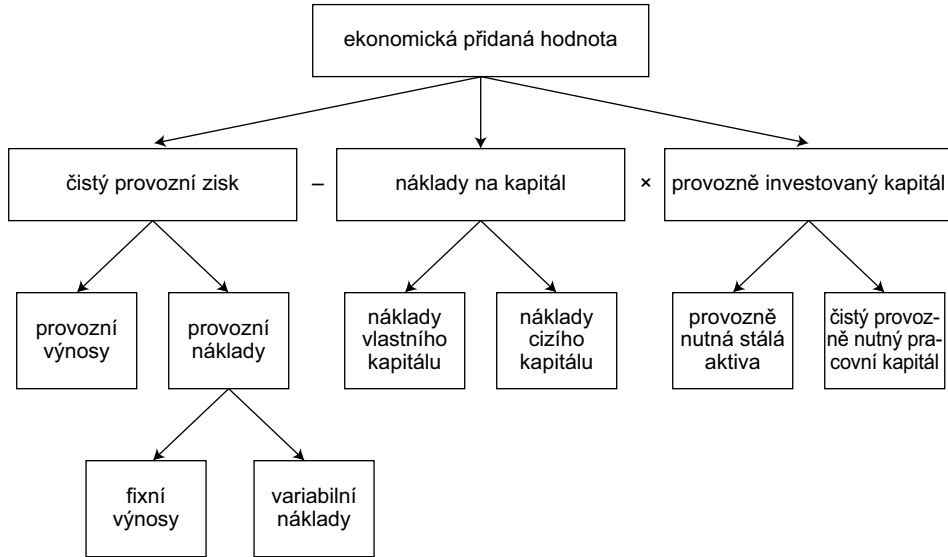 ekonomická přidaná hodnota
čistý provozní zisk – náklady na kapitál × provozně investovaný kapitál
provozní
výnosy
provozní
náklady
náklady
vlastního
kapitálu
náklady
cizího
kapitálu
provozně
nutná stálá
aktiva
čistý provoz-
ně nutný pra-
covní kapitál
fixní
výnosy
variabilní
náklady